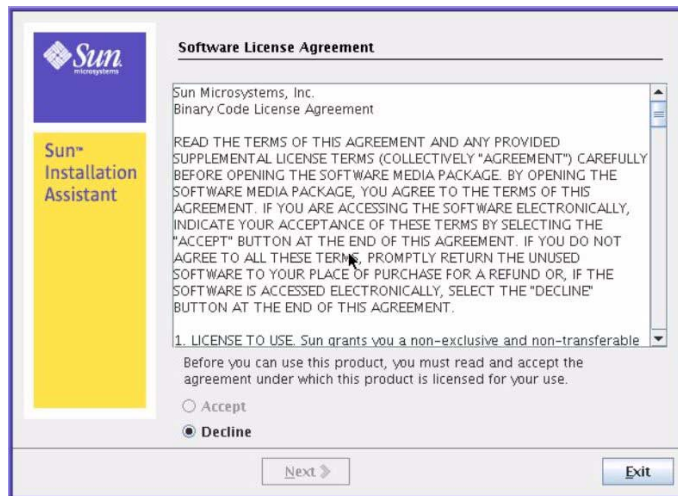 Sun
microsystems
Sun™
Installation
Assistant
Software License Agreement
Sun Microsystems, Inc.
Binary Code License Agreement
READ THE TERMS OF THIS AGREEMENT AND ANY PROVIDED
SUPPLEMENTAL LICENSE TERMS (COLLECTIVELY "AGREEMENT") CAREFULLY
BEFORE OPENING THE SOFTWARE MEDIA PACKAGE. BY OPENING THE
SOFTWARE MEDIA PACKAGE, YOU AGREE TO THE TERMS OF THIS
AGREEMENT. IF YOU ARE ACCESSING THE SOFTWARE ELECTRONICALLY,
INDICATE YOUR ACCEPTANCE OF THESE TERMS BY SELECTING THE
"ACCEPT" BUTTON AT THE END OF THIS AGREEMENT. IF YOU DO NOT
AGREE TO ALL THESE TERMS, PROMPTLY RETURN THE UNUSED
SOFTWARE TO YOUR PLACE OF PURCHASE FOR A REFUND OR, IF THE
SOFTWARE IS ACCESSED ELECTRONICALLY, SELECT THE "DECLINE"
BUTTON AT THE END OF THIS AGREEMENT.
1. LICENSE TO USE. Sun grants you a non-exclusive and non-transferable
Before you can use this product, you must read and accept the
agreement under which this product is licensed for your use.
Accept
Decline
Next
Exit